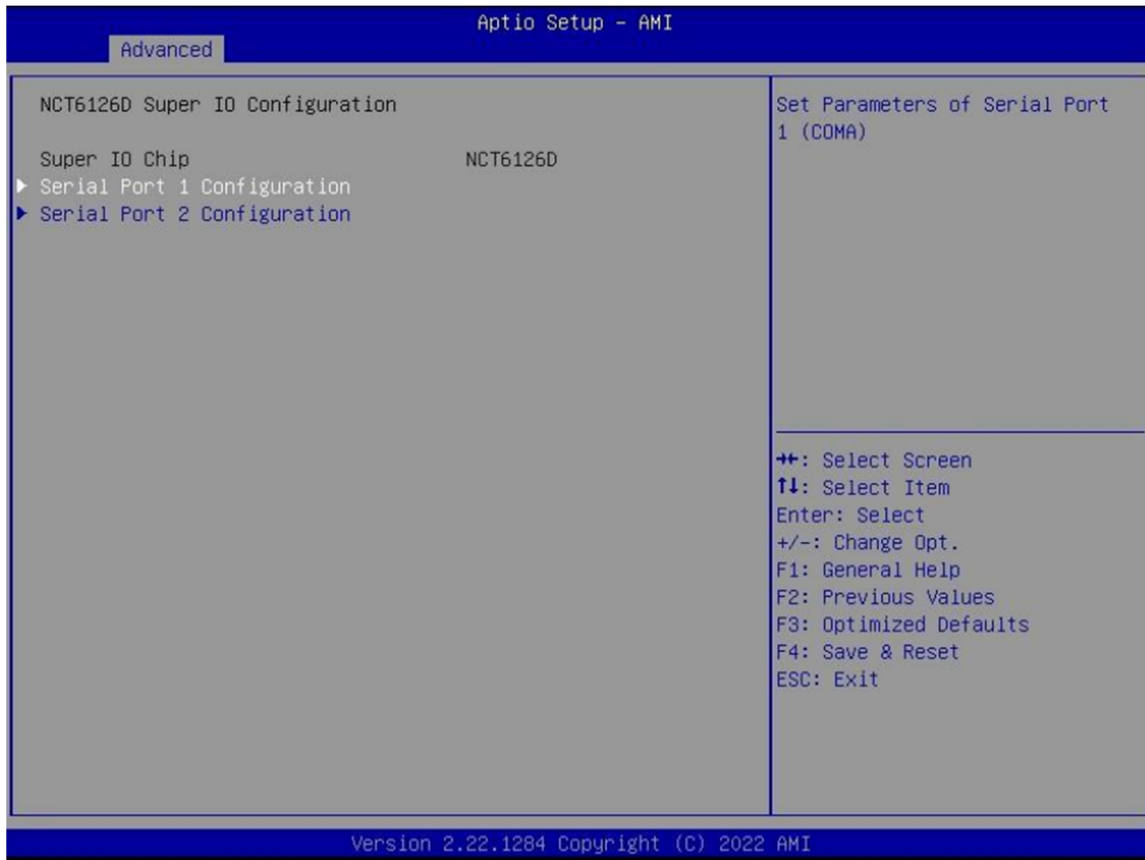 Aptio Setup - AMI
Advanced
NCT6126D Super IO Configuration
Super IO Chip NCT6126D
Serial Port 1 Configuration
Serial Port 2 Configuration
Set Parameters of Serial Port
1 (COMA)
→←: Select Screen
↑↓: Select Item
Enter: Select
+/-: Change Opt.
F1: General Help
F2: Previous Values
F3: Optimized Defaults
F4: Save & Reset
ESC: Exit
Version 2.22.1284 Copyright (C) 2022 AMI